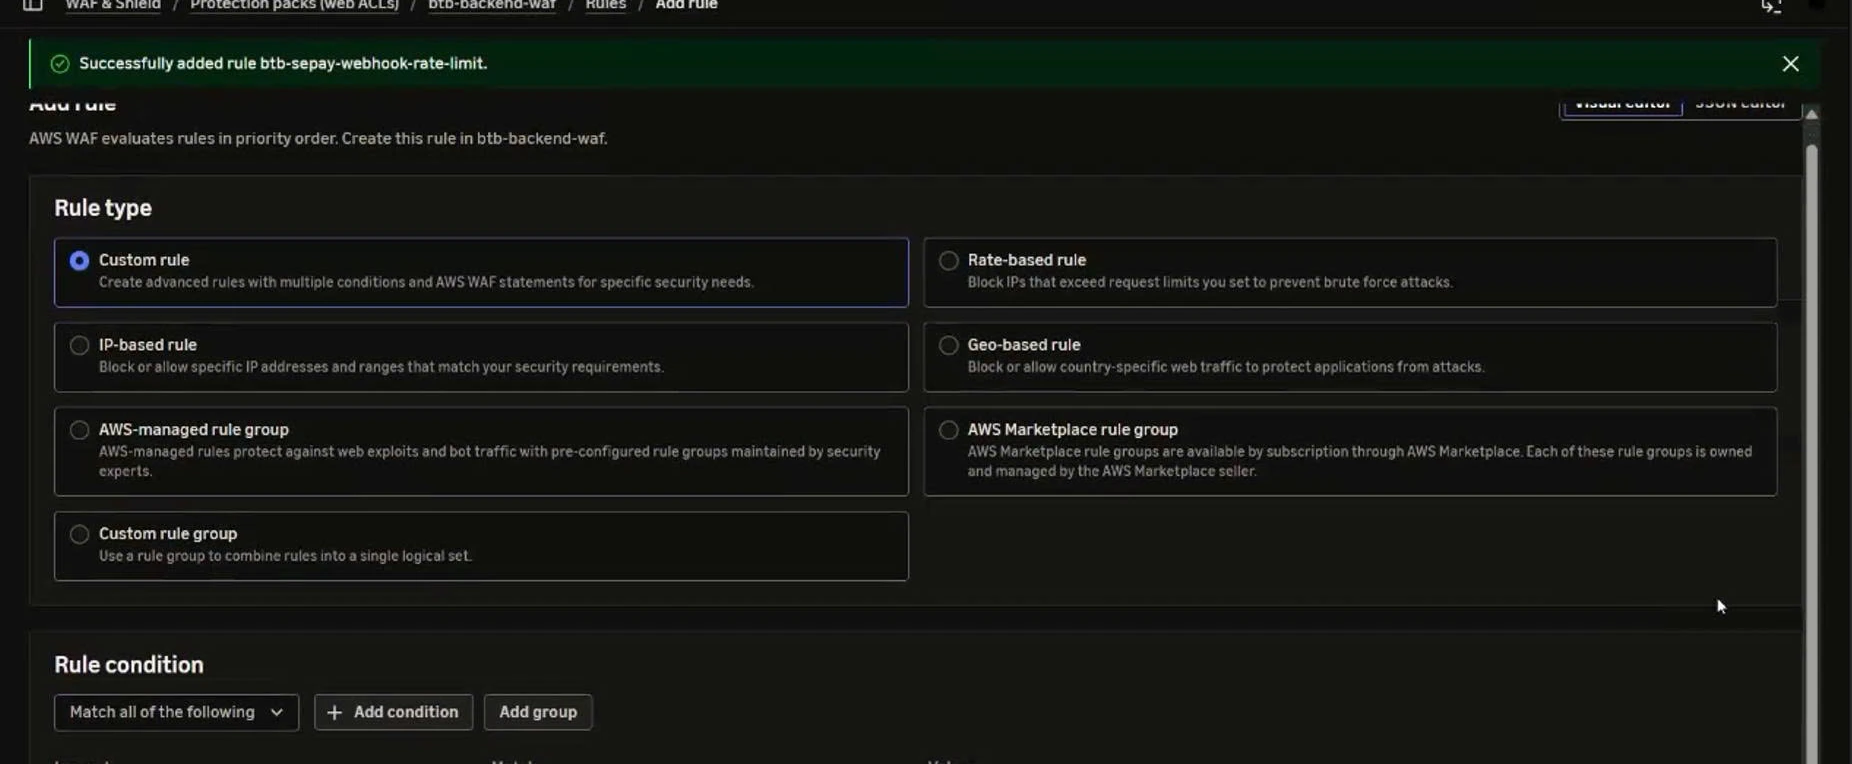 WAF & Shield / Protection packs (web ACLs) / btb-backend-waf / Rules / Add rule
Successfully added rule btb-sepay-webhook-rate-limit.
Add rule
Visual editor JSON editor
AWS WAF evaluates rules in priority order. Create this rule in btb-backend-waf.
Rule type
Custom rule
Create advanced rules with multiple conditions and AWS WAF statements for specific security needs.
Rate-based rule
Block IPs that exceed request limits you set to prevent brute force attacks.
IP-based rule
Block or allow specific IP addresses and ranges that match your security requirements.
Geo-based rule
Block or allow country-specific web traffic to protect applications from attacks.
AWS-managed rule group
AWS-managed rules protect against web exploits and bot traffic with pre-configured rule groups maintained by security
experts.
AWS Marketplace rule group
AWS Marketplace rule groups are available by subscription through AWS Marketplace. Each of these rule groups is owned
and managed by the AWS Marketplace seller.
Custom rule group
Use a rule group to combine rules into a single logical set.
Rule condition
Match all of the following
+ Add condition
Add group